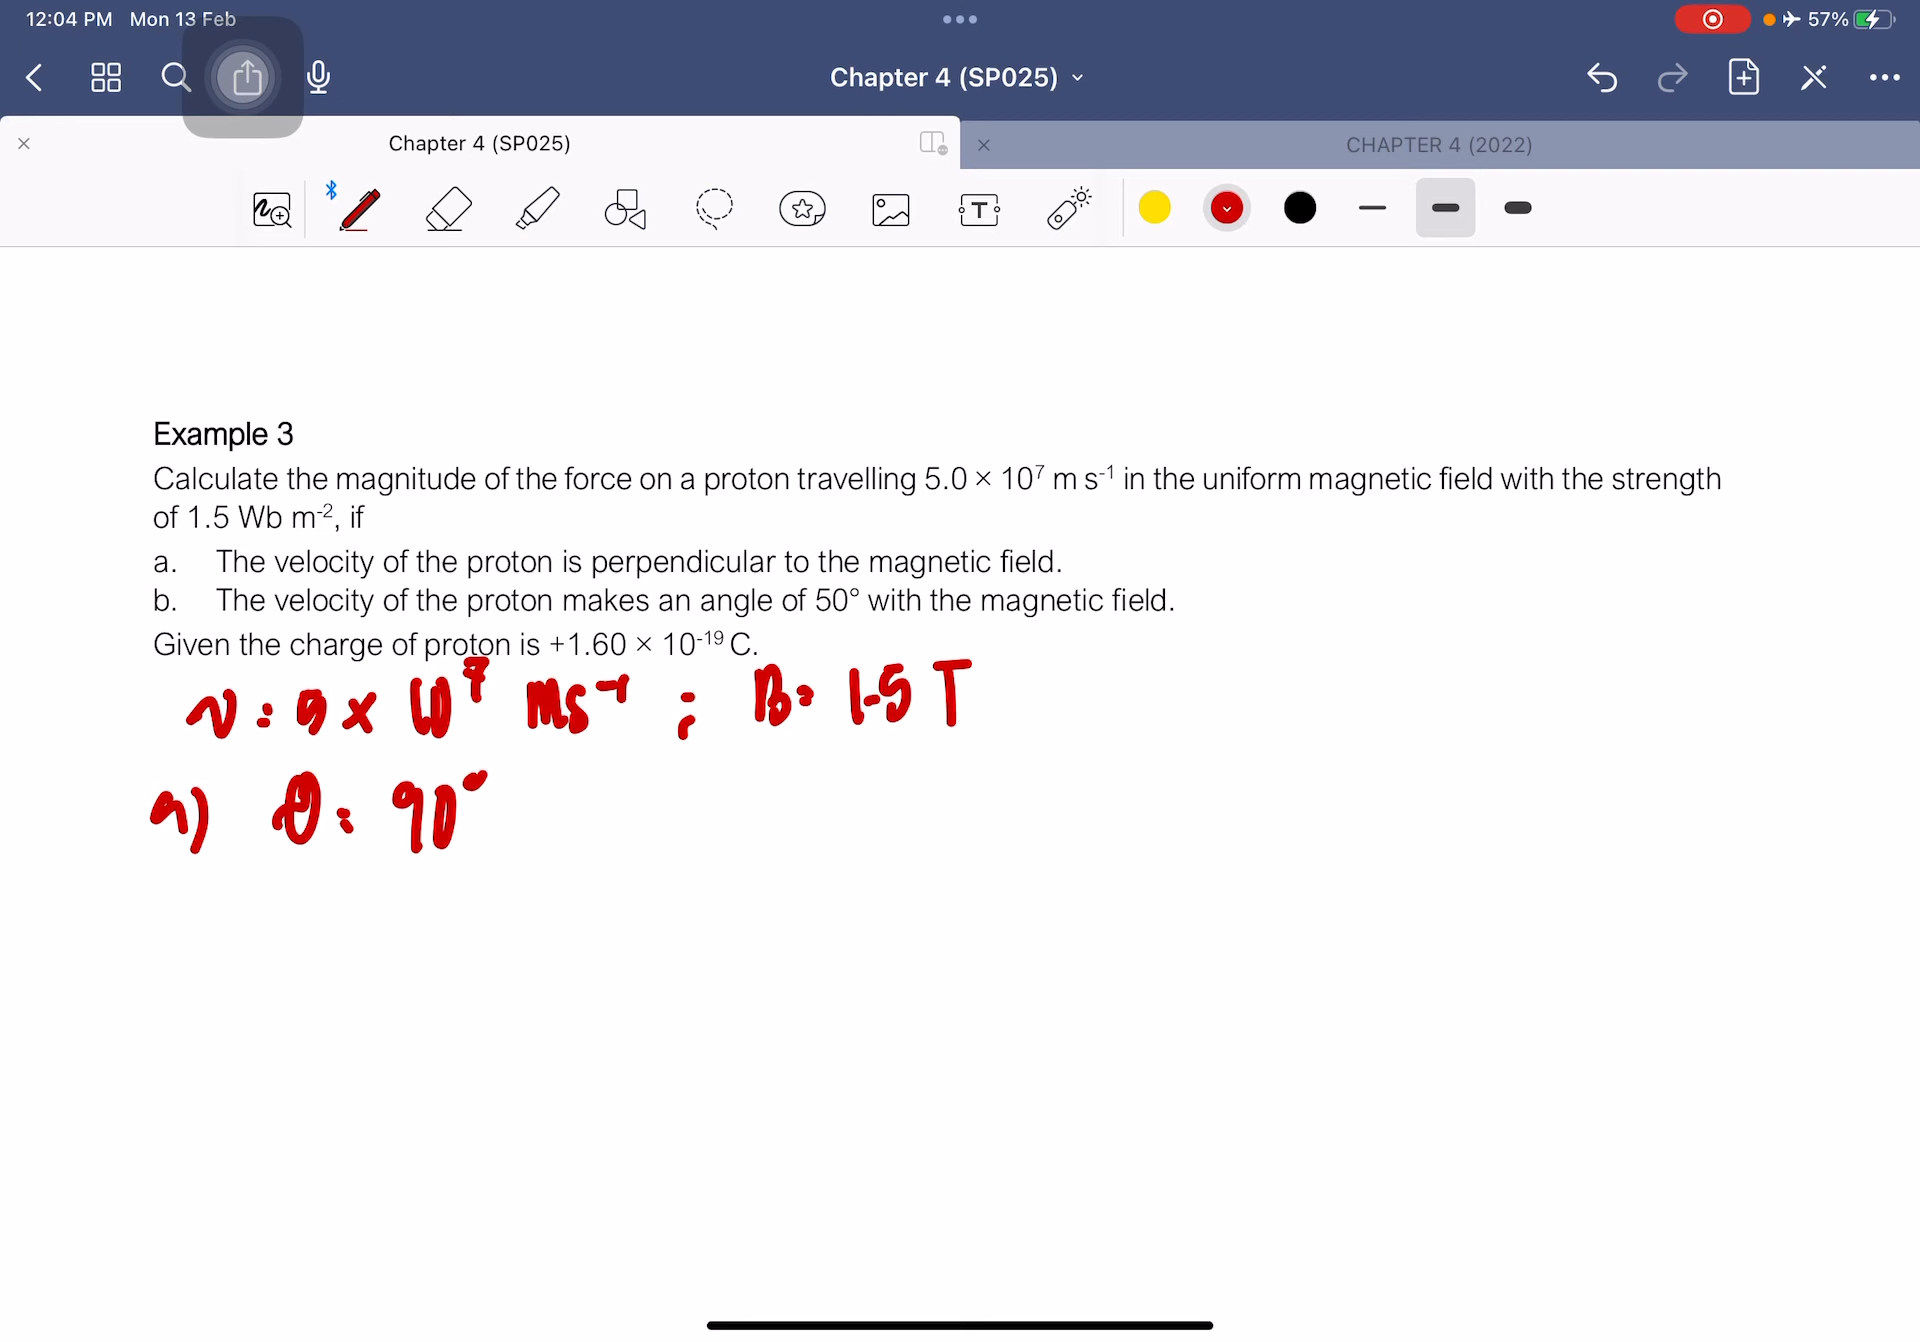 12:04 PM Mon 13 Feb
57%
Chapter 4 (SP025)
Chapter 4 (SP025)
CHAPTER 4 (2022)
T
Example 3
Calculate the magnitude of the force on a proton travelling 5.0 × 10⁷ m s⁻¹ in the uniform magnetic field with the strength
of 1.5 Wb m⁻², if
a. The velocity of the proton is perpendicular to the magnetic field.
b. The velocity of the proton makes an angle of 50° with the magnetic field.
Given the charge of proton is +1.60 × 10⁻¹⁹ C.
v = 5 × 10⁷ ms⁻¹ ; B = 1.5 T
a) θ = 90°